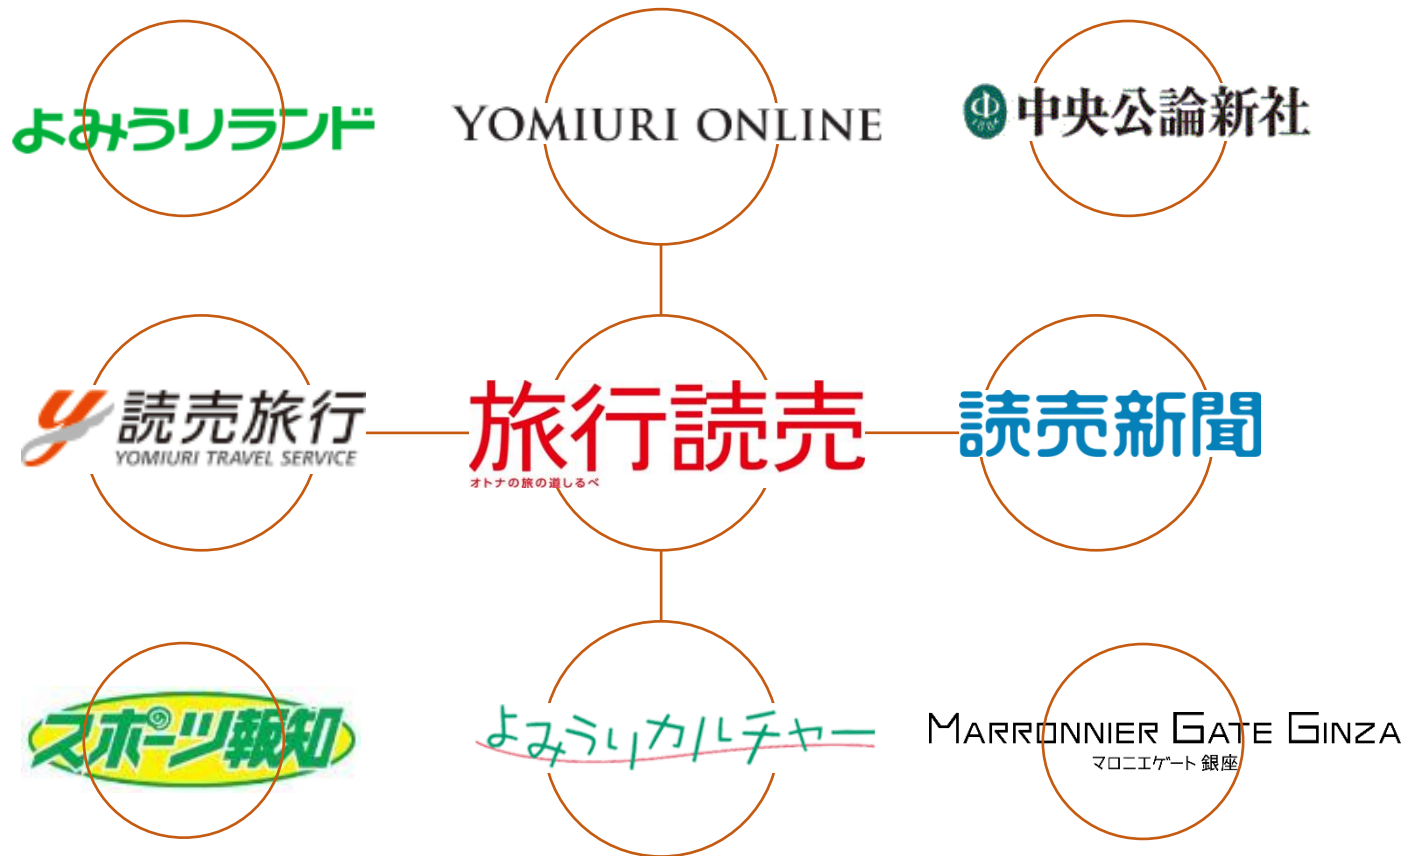 よみうりランド
YOMIURI ONLINE
中央公論新社
読売旅行
YOMIURI TRAVEL SERVICE
旅行読売
オトナの旅の道しるべ
読売新聞
スポーツ報知
よみうりカルチャー
MARRONNIER GATE GINZA
マロニエゲート 銀座